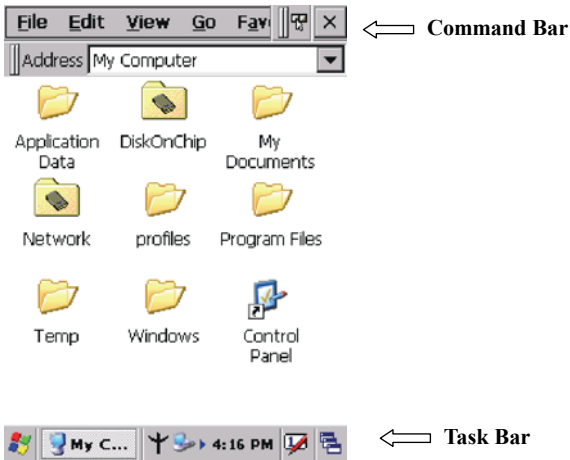 File Edit View Go Fav
Command Bar
Address My Computer
Application Data
DiskOnChip
My Documents
Network
profiles
Program Files
Temp
Windows
Control Panel
My C... 4:16 PM
Task Bar